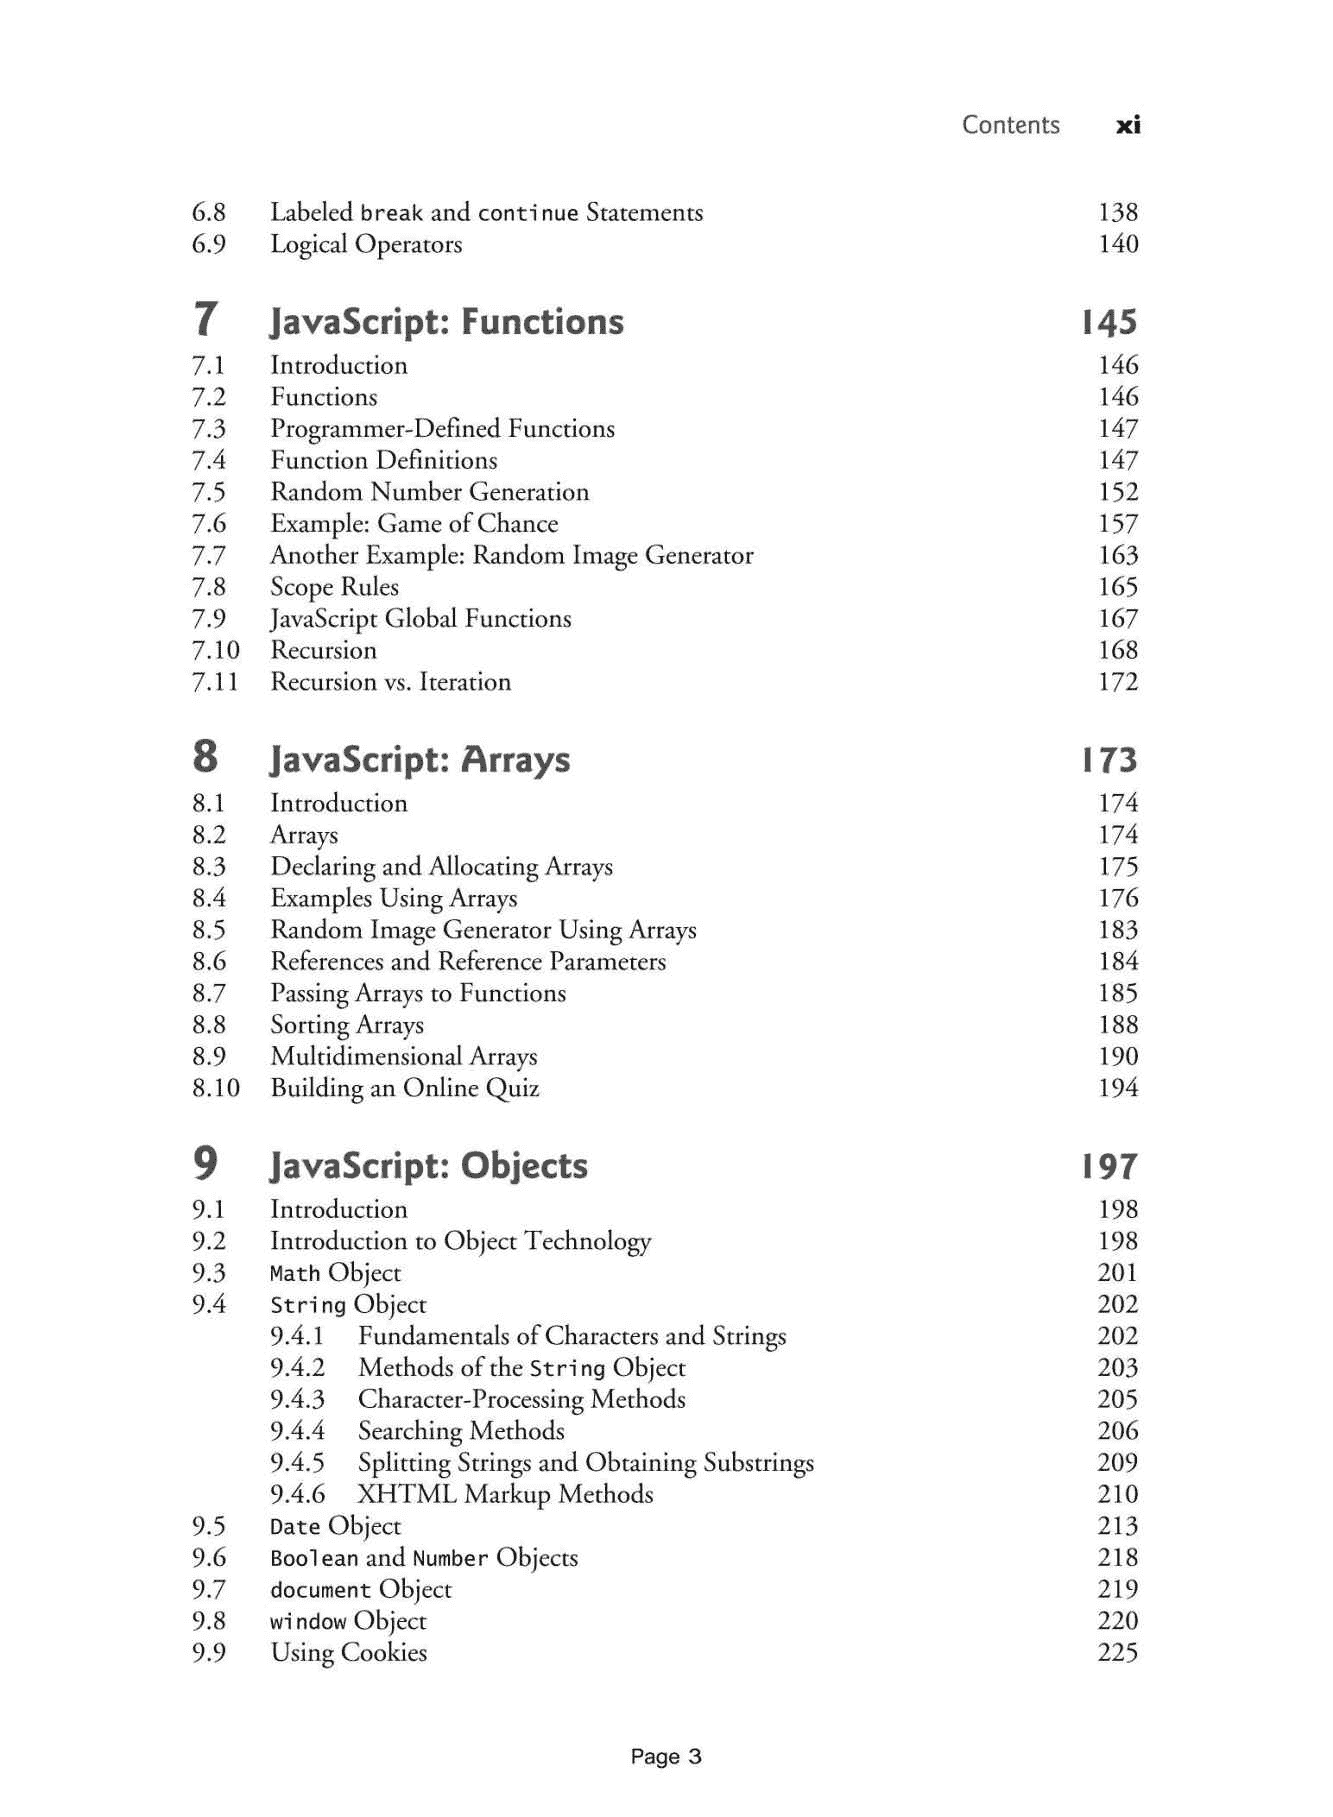 Contents xi
6.8 Labeled break and continue Statements 138
6.9 Logical Operators 140
7 JavaScript: Functions 145
7.1 Introduction 146
7.2 Functions 146
7.3 Programmer-Defined Functions 147
7.4 Function Definitions 147
7.5 Random Number Generation 152
7.6 Example: Game of Chance 157
7.7 Another Example: Random Image Generator 163
7.8 Scope Rules 165
7.9 JavaScript Global Functions 167
7.10 Recursion 168
7.11 Recursion vs. Iteration 172
8 JavaScript: Arrays 173
8.1 Introduction 174
8.2 Arrays 174
8.3 Declaring and Allocating Arrays 175
8.4 Examples Using Arrays 176
8.5 Random Image Generator Using Arrays 183
8.6 References and Reference Parameters 184
8.7 Passing Arrays to Functions 185
8.8 Sorting Arrays 188
8.9 Multidimensional Arrays 190
8.10 Building an Online Quiz 194
9 JavaScript: Objects 197
9.1 Introduction 198
9.2 Introduction to Object Technology 198
9.3 Math Object 201
9.4 String Object 202
9.4.1 Fundamentals of Characters and Strings 202
9.4.2 Methods of the String Object 203
9.4.3 Character-Processing Methods 205
9.4.4 Searching Methods 206
9.4.5 Splitting Strings and Obtaining Substrings 209
9.4.6 XHTML Markup Methods 210
9.5 Date Object 213
9.6 Boolean and Number Objects 218
9.7 document Object 219
9.8 window Object 220
9.9 Using Cookies 225
Page 3